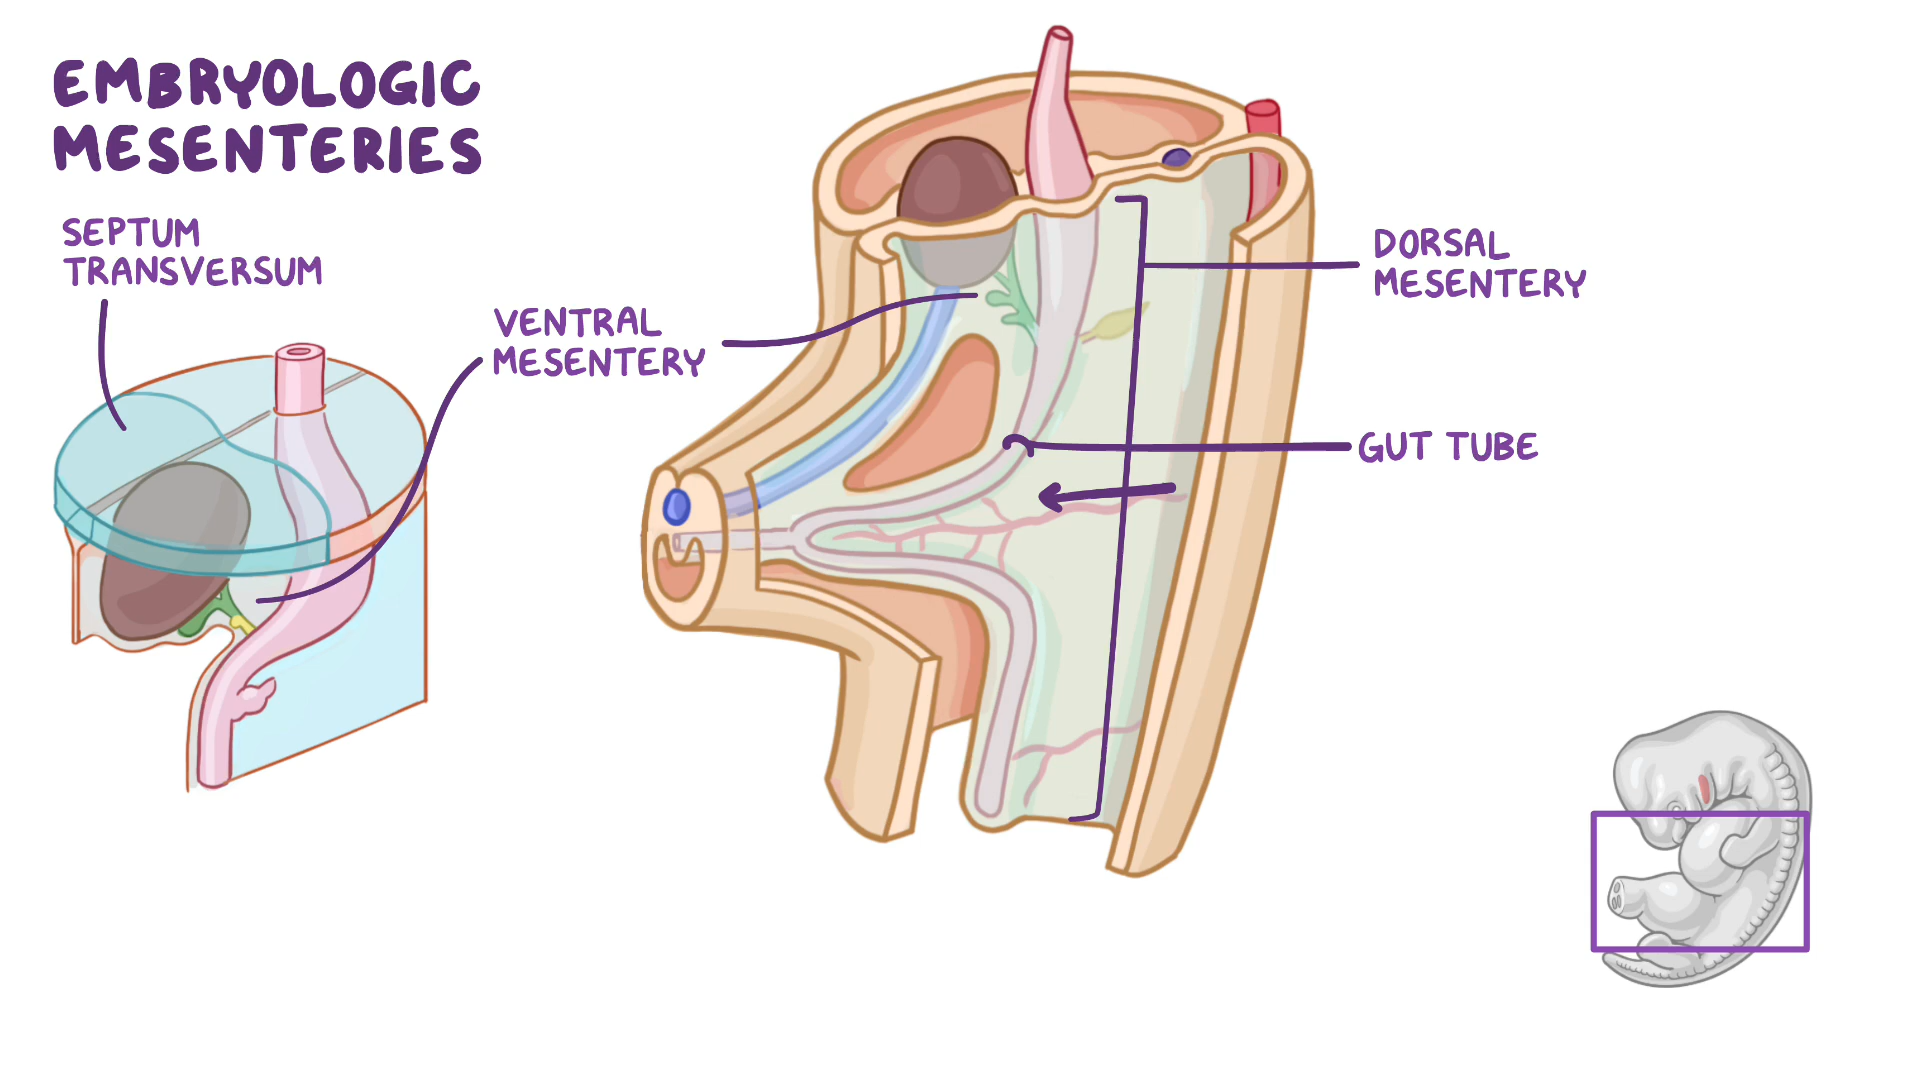 EMBRYOLOGIC
MESENTERIES
SEPTUM
TRANSVERSUM
VENTRAL
MESENTERY
DORSAL
MESENTERY
GUT TUBE